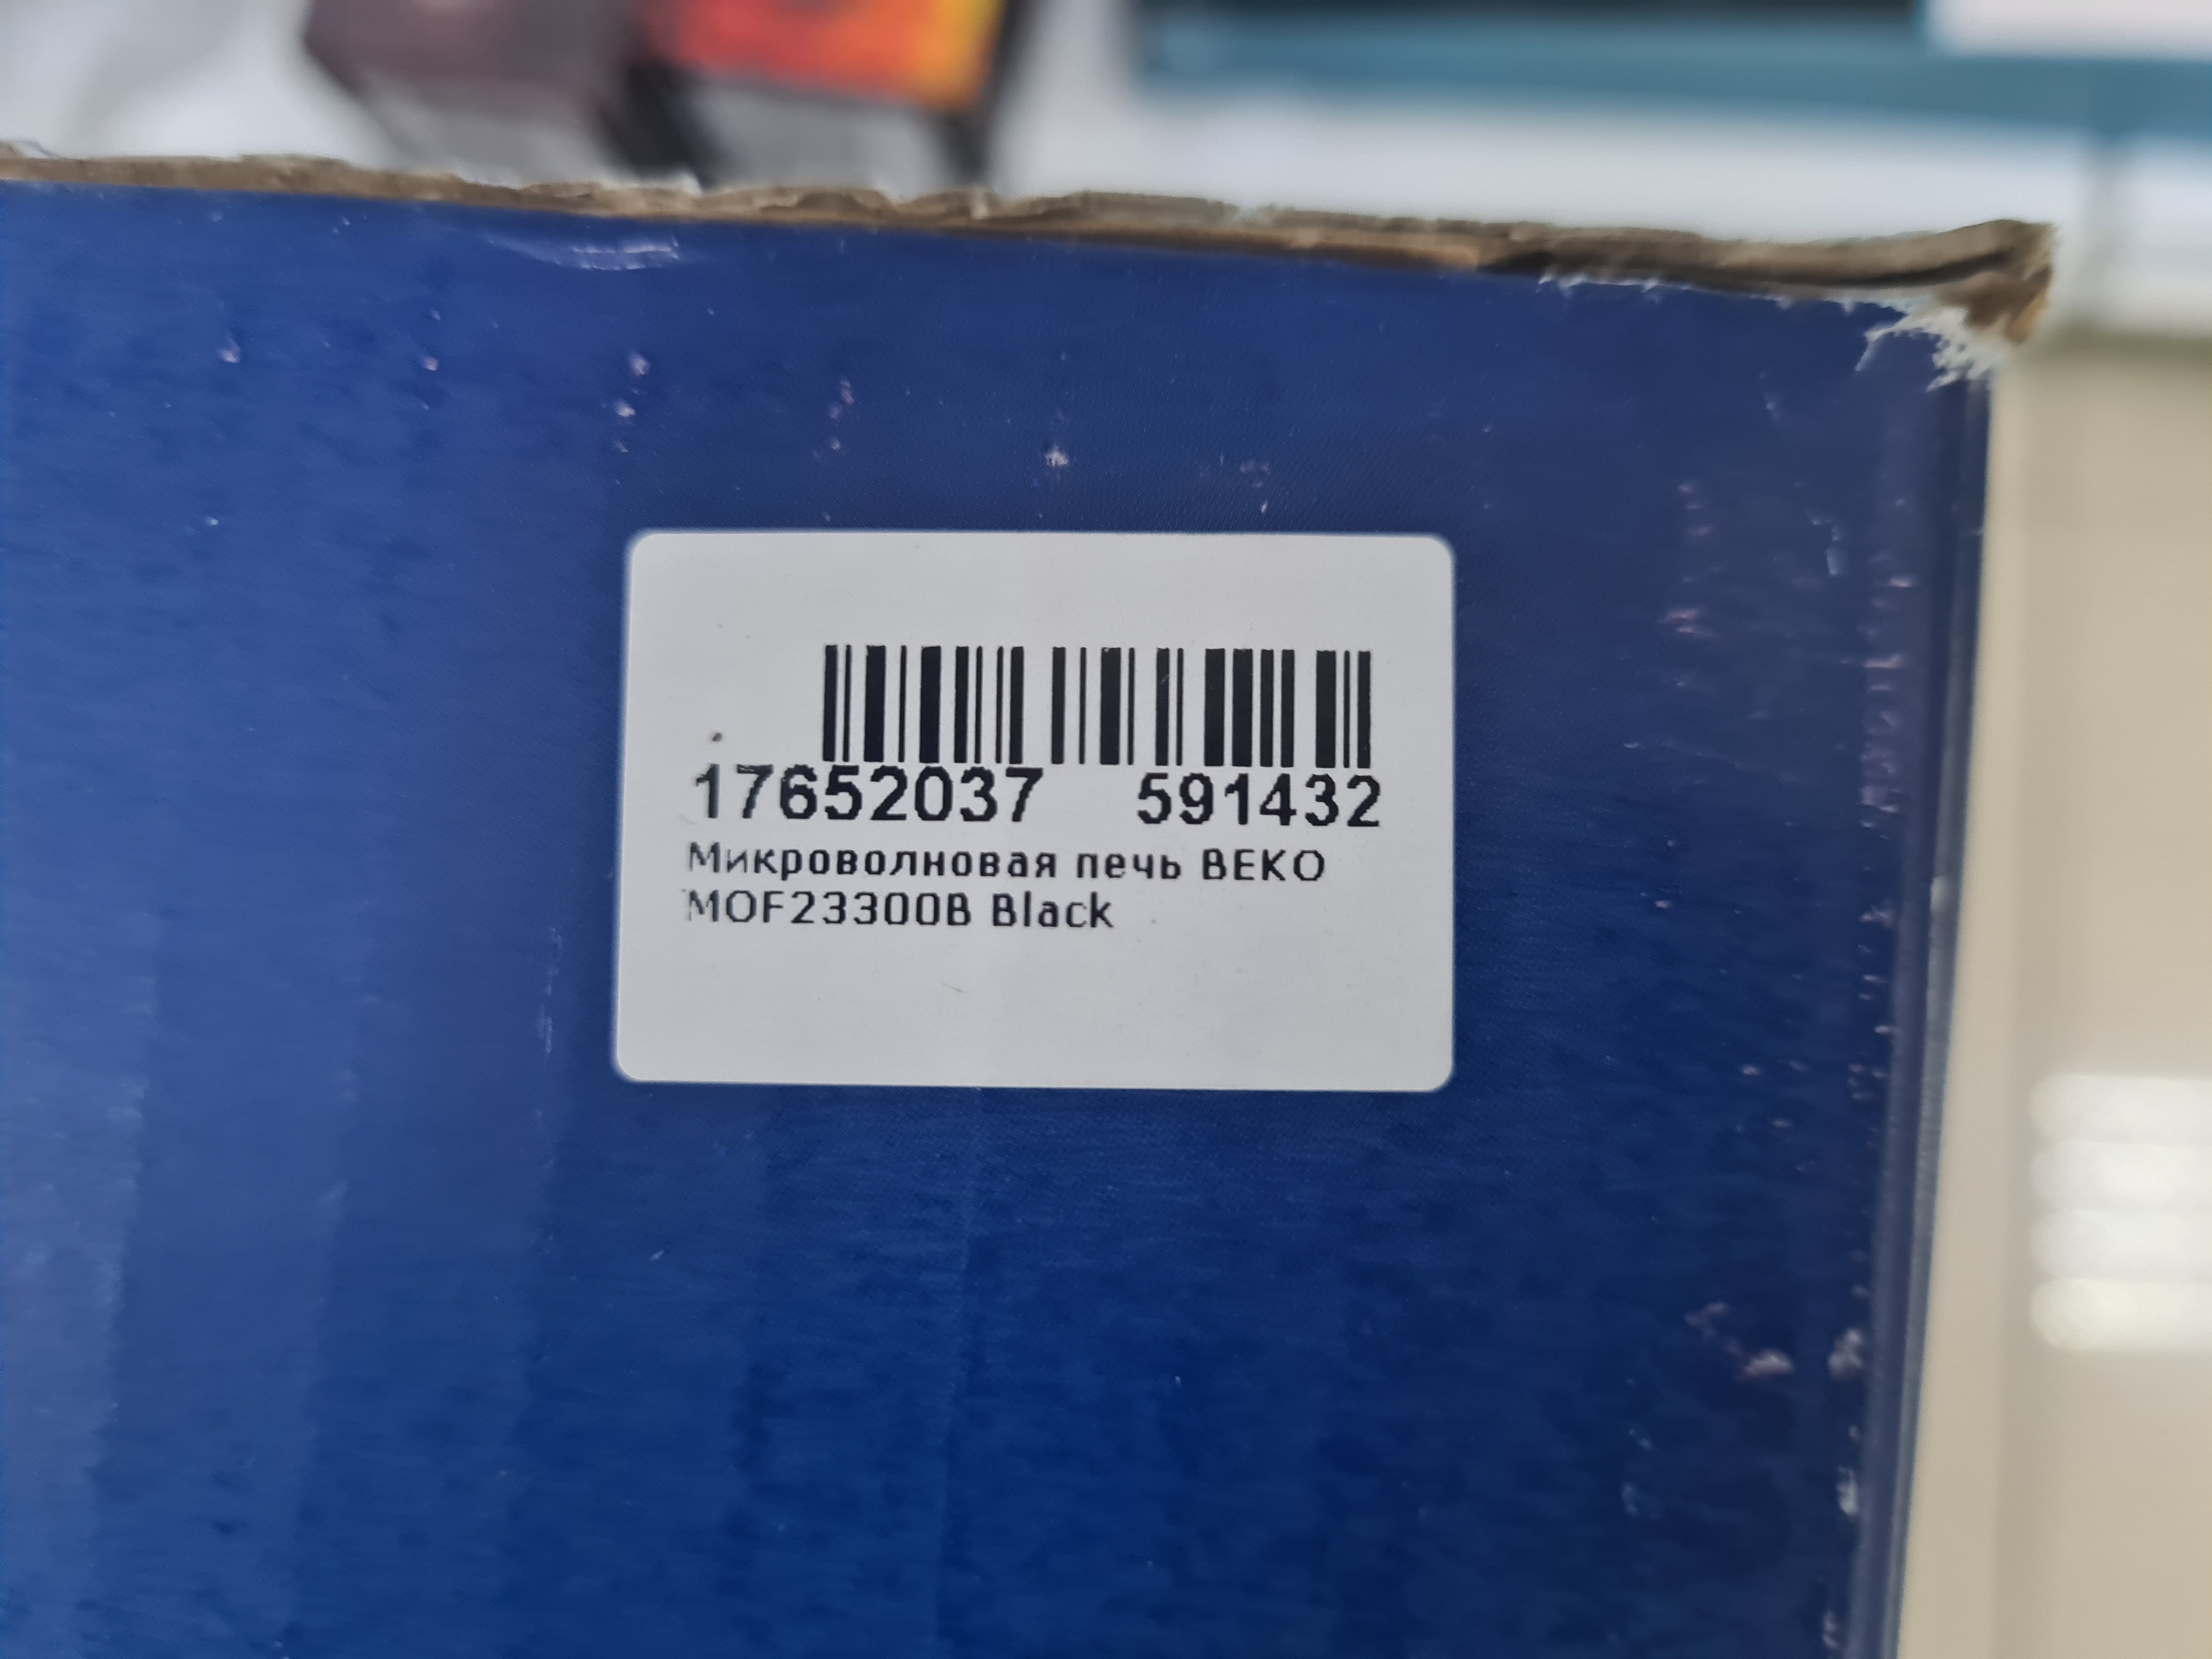 17652037 591432
Микроволновая печь BEKO
MOF23300B Black